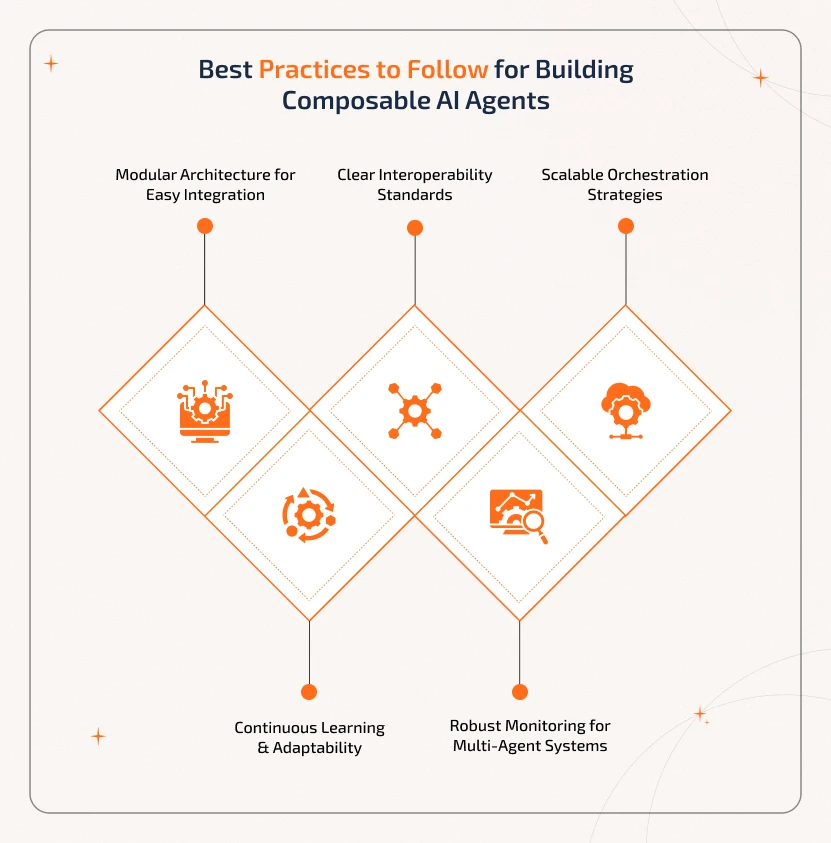 Best Practices to Follow for Building
Composable AI Agents
Modular Architecture for
Easy Integration
Clear Interoperability
Standards
Scalable Orchestration
Strategies
Continuous Learning
& Adaptability
Robust Monitoring for
Multi-Agent Systems